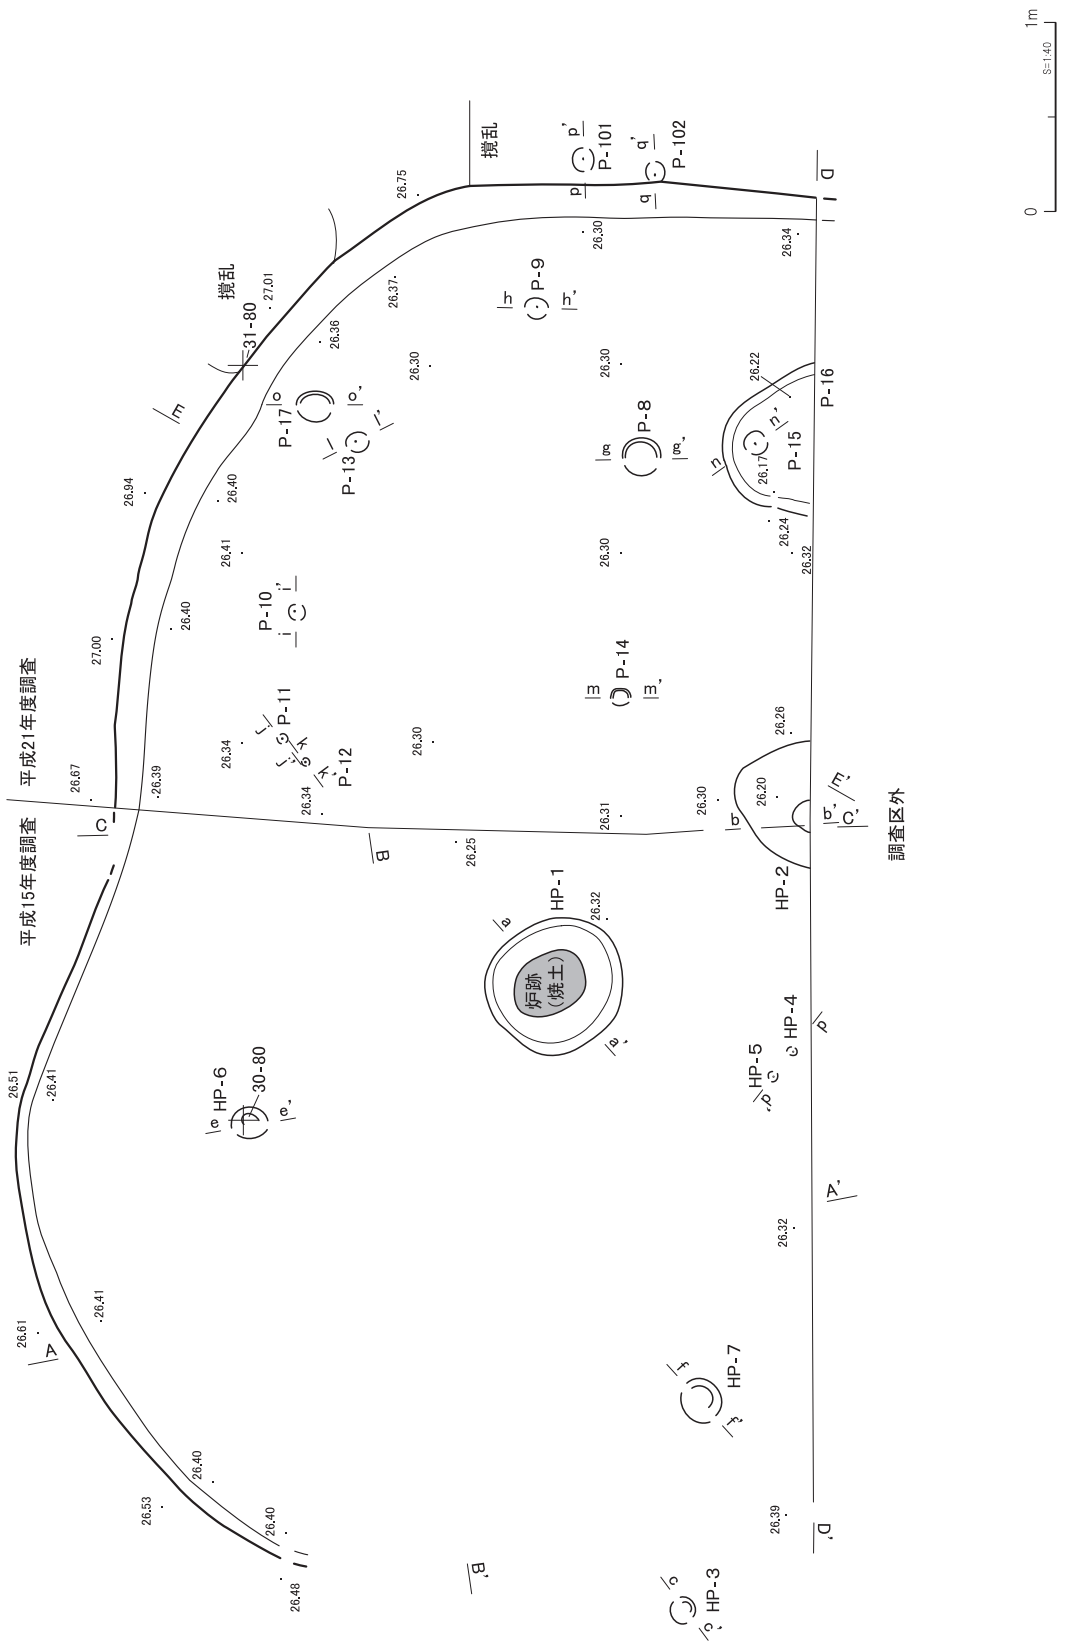 1m
S=1:40
0
撹乱
P-101
p
p'
P-102
q
q'
D
26.75
26.30
26.34
撹乱
27.01
31-80
26.37
P-9
h
h'
E
26.36
26.30
26.30
26.22
P-16
P-17
o
o'
P-13
l
l'
P-8
g
g'
n
n'
P-15
26.17
26.94
26.40
26.41
26.30
26.24
26.32
27.00
26.40
P-10
i
i'
P-14
m
m'
平成21年度調査
26.67
26.39
26.34
P-11
j
j'
k
k'
P-12
26.34
26.30
26.31
26.30
26.26
26.20
E'
b
b'
C'
調査区外
HP-2
C
平成15年度調査
B
26.25
HP-1
a
a'
26.32
炉跡
(焼土)
26.51
26.41
HP-6
30-80
e
e'
HP-4
HP-5
d
d'
A'
26.32
26.61
A
26.41
HP-7
f
f'
26.53
26.40
26.40
26.39
D'
26.48
B'
HP-3
c
c'